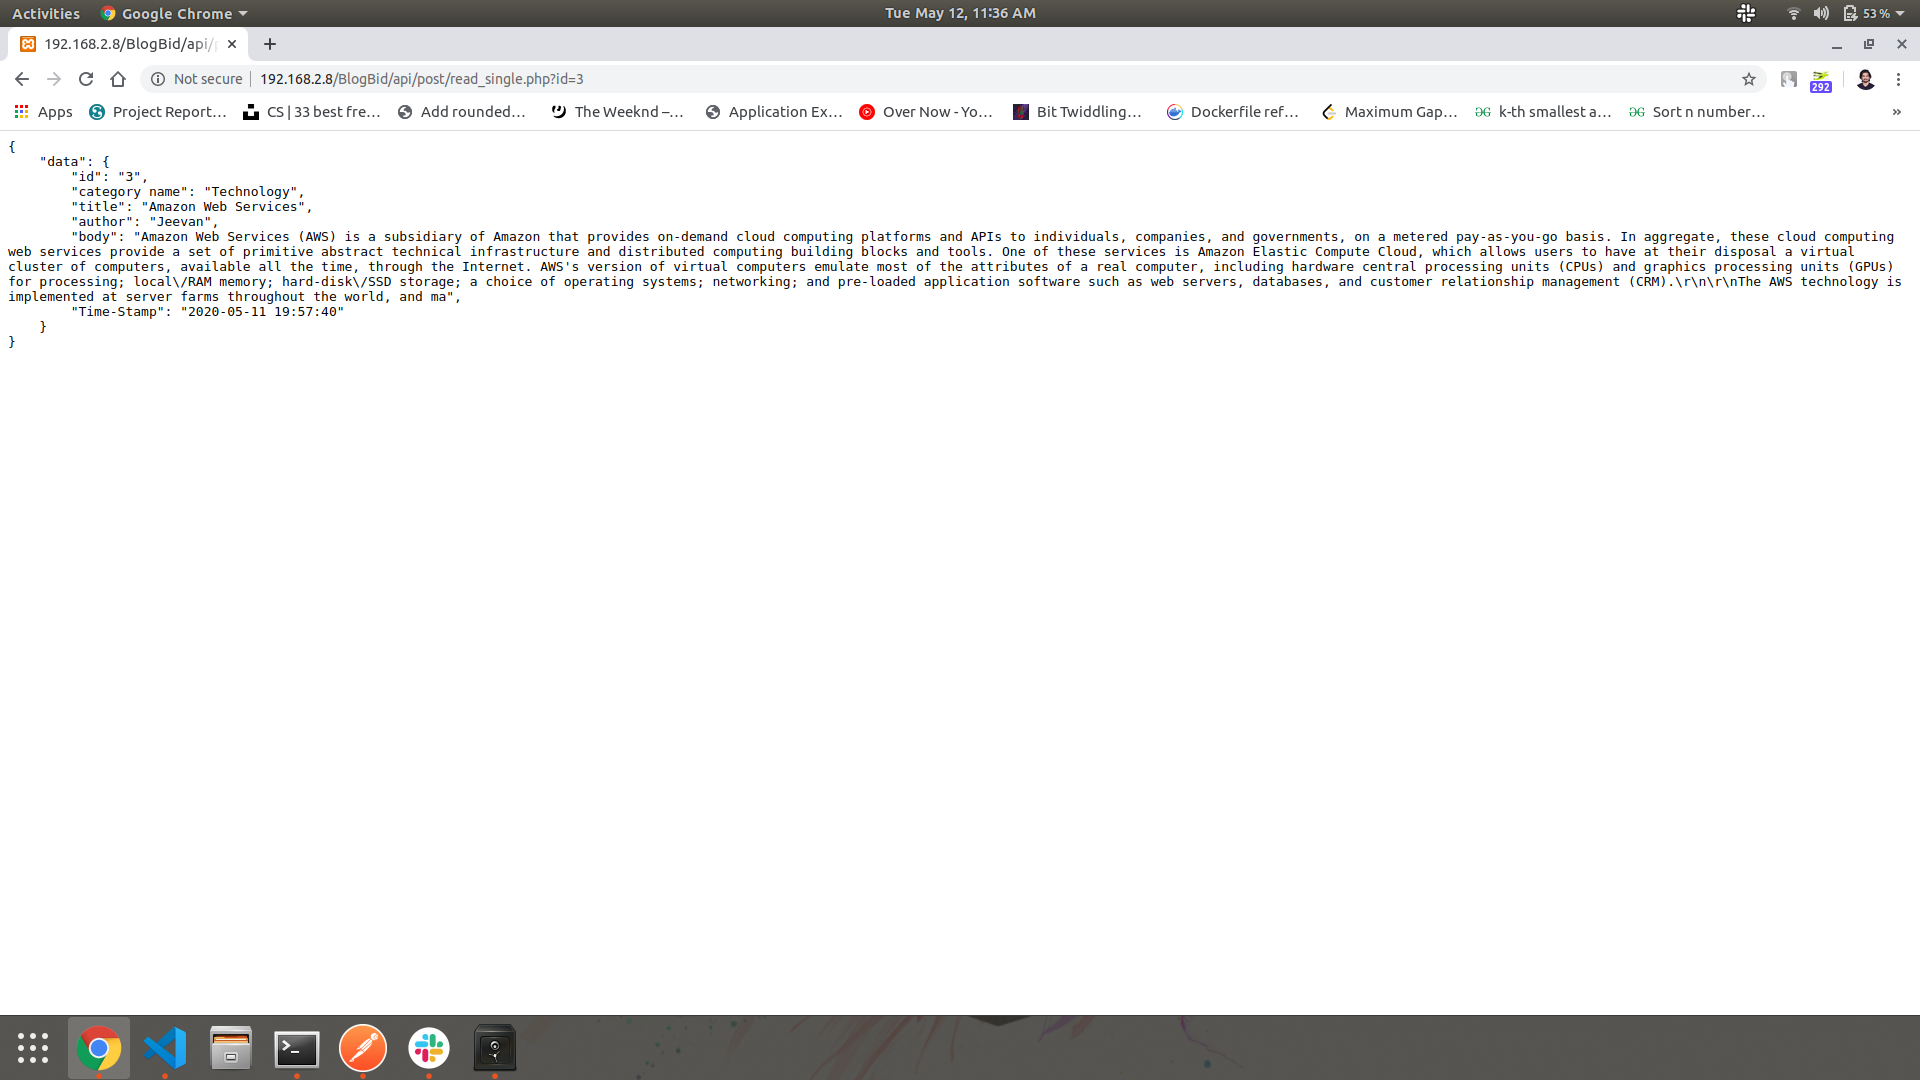 Activities Google Chrome Tue May 12, 11:36 AM 53 %
192.168.2.8/BlogBid/api/p
Not secure 192.168.2.8/BlogBid/api/post/read_single.php?id=3 292
Apps Project Report… CS | 33 best fre… Add rounded… The Weeknd –… Application Ex… Over Now - Yo… Bit Twiddling… Dockerfile ref… Maximum Gap… k-th smallest a… Sort n number… »
{
    "data": {
        "id": "3",
        "category name": "Technology",
        "title": "Amazon Web Services",
        "author": "Jeevan",
        "body": "Amazon Web Services (AWS) is a subsidiary of Amazon that provides on-demand cloud computing platforms and APIs to individuals, companies, and governments, on a metered pay-as-you-go basis. In aggregate, these cloud computing
web services provide a set of primitive abstract technical infrastructure and distributed computing building blocks and tools. One of these services is Amazon Elastic Compute Cloud, which allows users to have at their disposal a virtual
cluster of computers, available all the time, through the Internet. AWS's version of virtual computers emulate most of the attributes of a real computer, including hardware central processing units (CPUs) and graphics processing units (GPUs)
for processing; local\/RAM memory; hard-disk\/SSD storage; a choice of operating systems; networking; and pre-loaded application software such as web servers, databases, and customer relationship management (CRM).\r\n\r\nThe AWS technology is
implemented at server farms throughout the world, and ma",
        "Time-Stamp": "2020-05-11 19:57:40"
    }
}